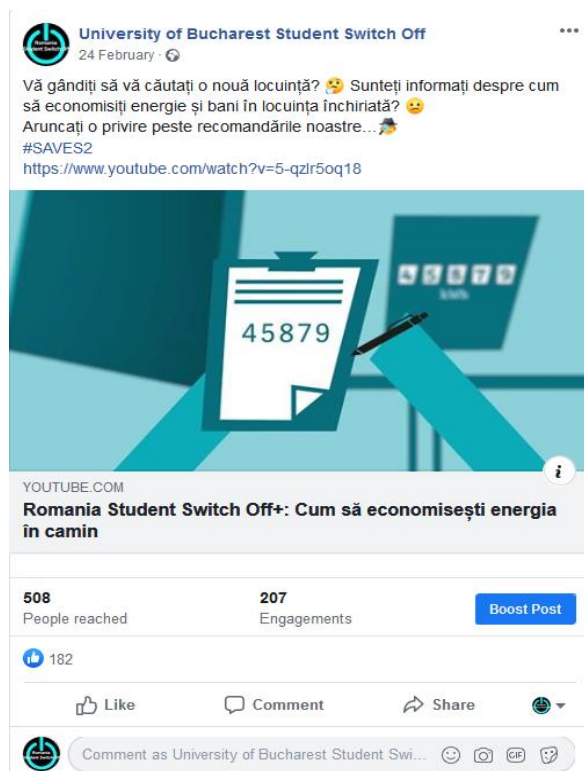 University of Bucharest Student Switch Off
24 February ·
Vă gândiți să vă căutați o nouă locuință? 🤔 Sunteți informați despre cum
să economisiți energie și bani în locuința închiriată? 😕
Aruncați o privire peste recomandările noastre...
#SAVES2
https://www.youtube.com/watch?v=5-qzlr5oq18
45879
45879
YOUTUBE.COM
Romania Student Switch Off+: Cum să economisești energia
în camin
508
People reached
207
Engagements
Boost Post
182
Like
Comment
Share
Comment as University of Bucharest Student Swi...
GIF